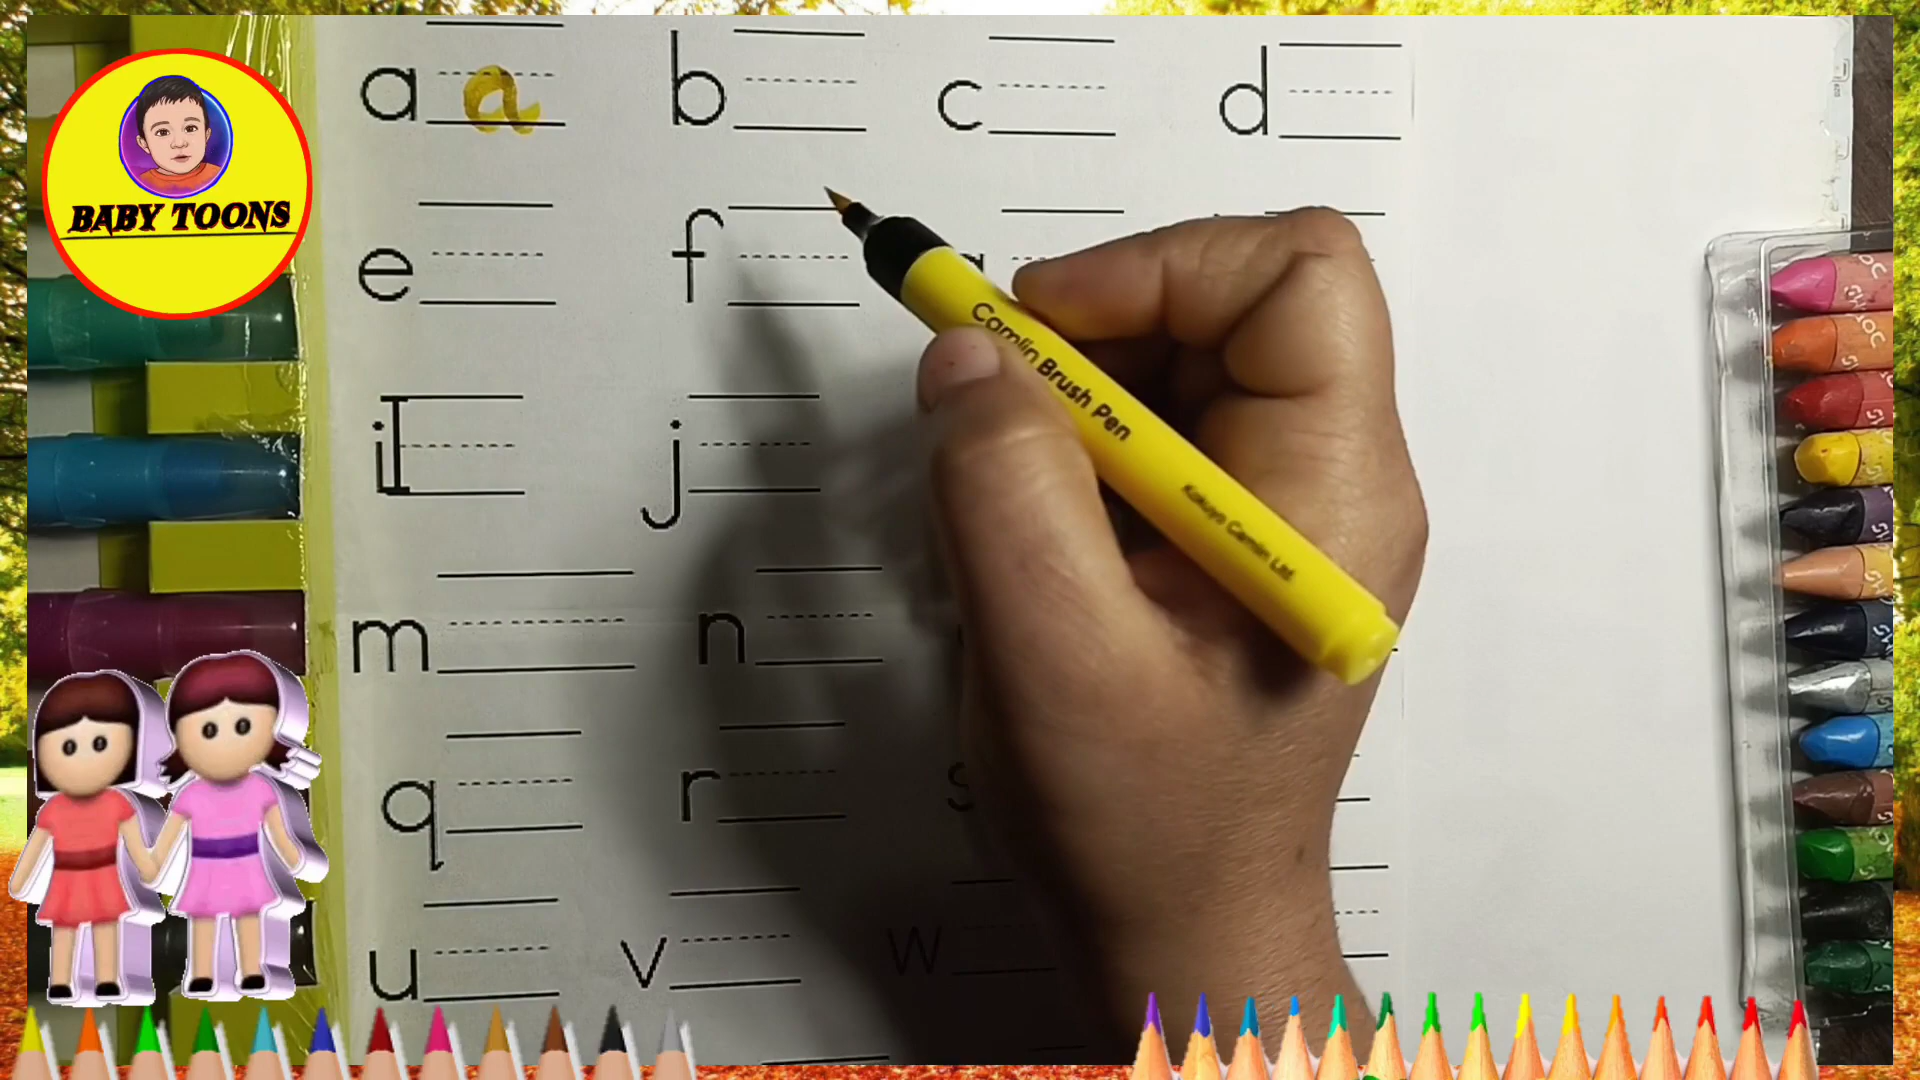 a a b c d
BABY TOONS
e f
Camlin Brush Pen
Kokuyo Camlin Ltd.
i j
m n
q r s
u v w